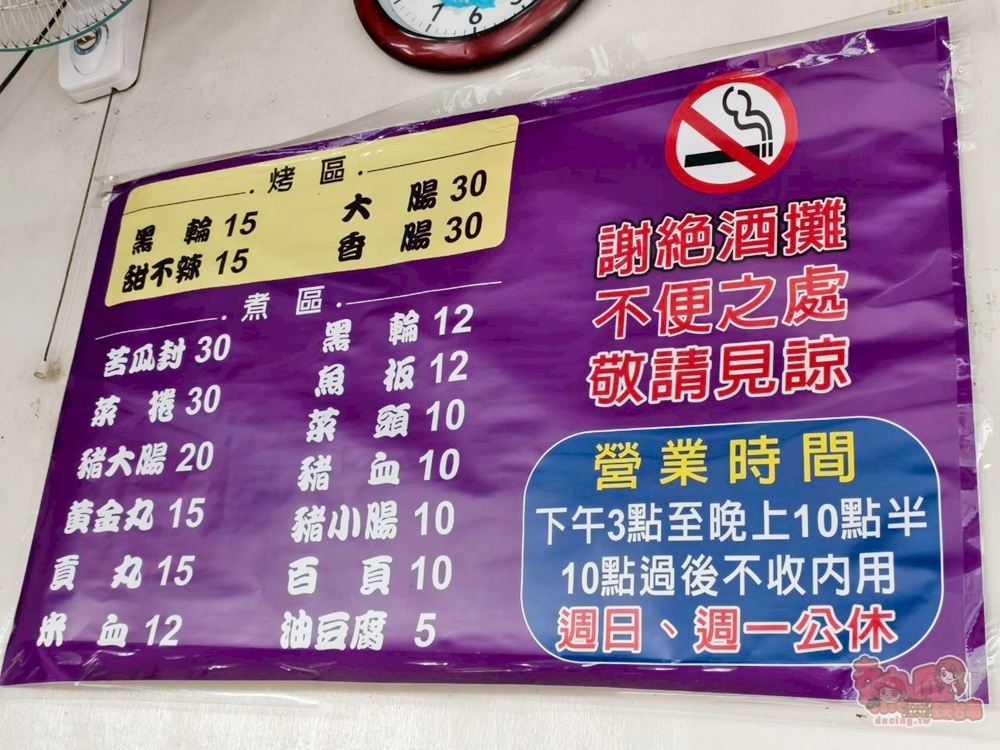 7 6 5
.烤區.
黑輪 15 大腸 30
甜不辣 15 香腸 30
.煮區.
苦瓜封 30 黑輪 12
菜捲 30 魚板 12
豬大腸 20 菜頭 10
黃金丸 15 豬血 10
貢丸 15 豬小腸 10
米血 12 百頁 10
油豆腐 5
謝絕酒攤
不便之處
敬請見諒
營業時間
下午3點至晚上10點半
10點過後不收內用
週日、週一公休
dacing.tw